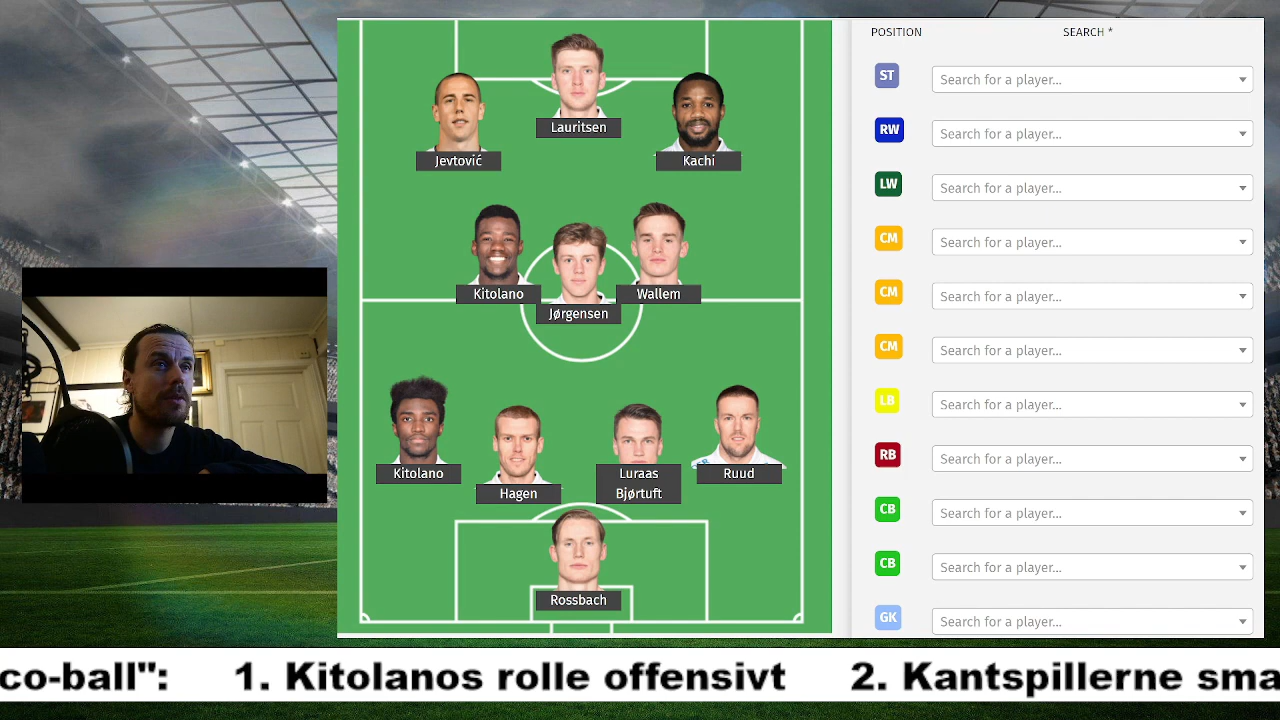 Lauritsen
Jevtović
Kachi
Kitolano
Jørgensen
Wallem
Kitolano
Hagen
Luraas
Bjørtuft
Ruud
Rossbach
POSITION SEARCH *
ST Search for a player...
RW Search for a player...
LW Search for a player...
CM Search for a player...
CM Search for a player...
CM Search for a player...
LB Search for a player...
RB Search for a player...
CB Search for a player...
CB Search for a player...
GK Search for a player...
co-ball": 1. Kitolanos rolle offensivt 2. Kantspillerne sma